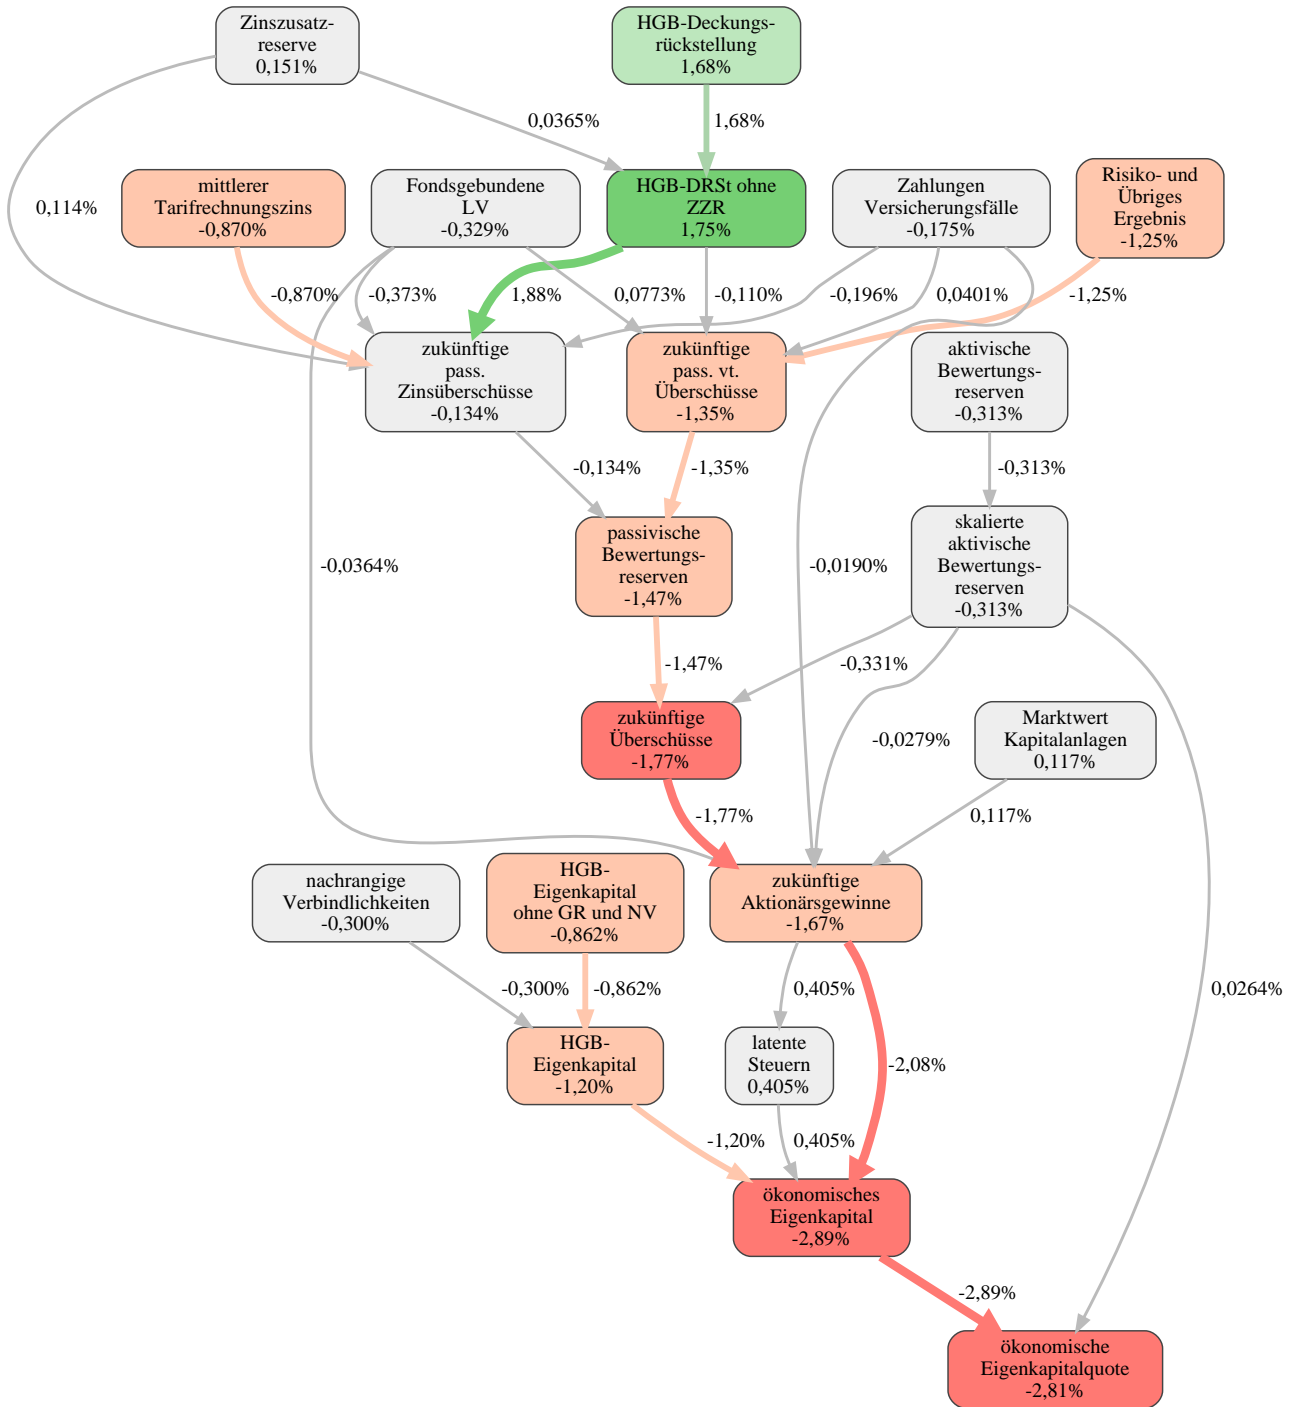 Zinszusatz-
reserve
0,151%
HGB-Deckungs-
rückstellung
1,68%
0,0365%
1,68%
mittlerer
Tarifrechnungszins
-0,870%
Fondsgebundene
LV
-0,329%
HGB-DRSt ohne
ZZR
1,75%
Zahlungen
Versicherungsfälle
-0,175%
Risiko- und
Übriges
Ergebnis
-1,25%
0,114%
-0,870%
-0,373%
1,88%
0,0773%
-0,110%
-0,196%
0,0401%
-1,25%
zukünftige
pass.
Zinsüberschüsse
-0,134%
zukünftige
pass. vt.
Überschüsse
-1,35%
aktivische
Bewertungs-
reserven
-0,313%
-0,134%
-1,35%
-0,313%
passivische
Bewertungs-
reserven
-1,47%
skalierte
aktivische
Bewertungs-
reserven
-0,313%
-0,0364%
-0,0190%
-1,47%
-0,331%
zukünftige
Überschüsse
-1,77%
-0,0279%
Marktwert
Kapitalanlagen
0,117%
-1,77%
0,117%
nachrangige
Verbindlichkeiten
-0,300%
HGB-
Eigenkapital
ohne GR und NV
-0,862%
zukünftige
Aktionärsgewinne
-1,67%
-0,300%
-0,862%
0,405%
0,0264%
HGB-
Eigenkapital
-1,20%
latente
Steuern
0,405%
-2,08%
-1,20%
0,405%
ökonomisches
Eigenkapital
-2,89%
-2,89%
ökonomische
Eigenkapitalquote
-2,81%